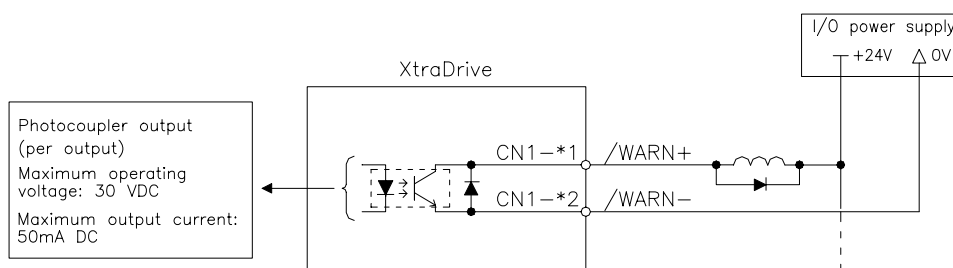 I/O power supply
+24V
0V
XtraDrive
Photocoupler output
(per output)
Maximum operating
voltage: 30 VDC
Maximum output current:
50mA DC
CN1-*1
/WARN+
CN1-*2
/WARN-